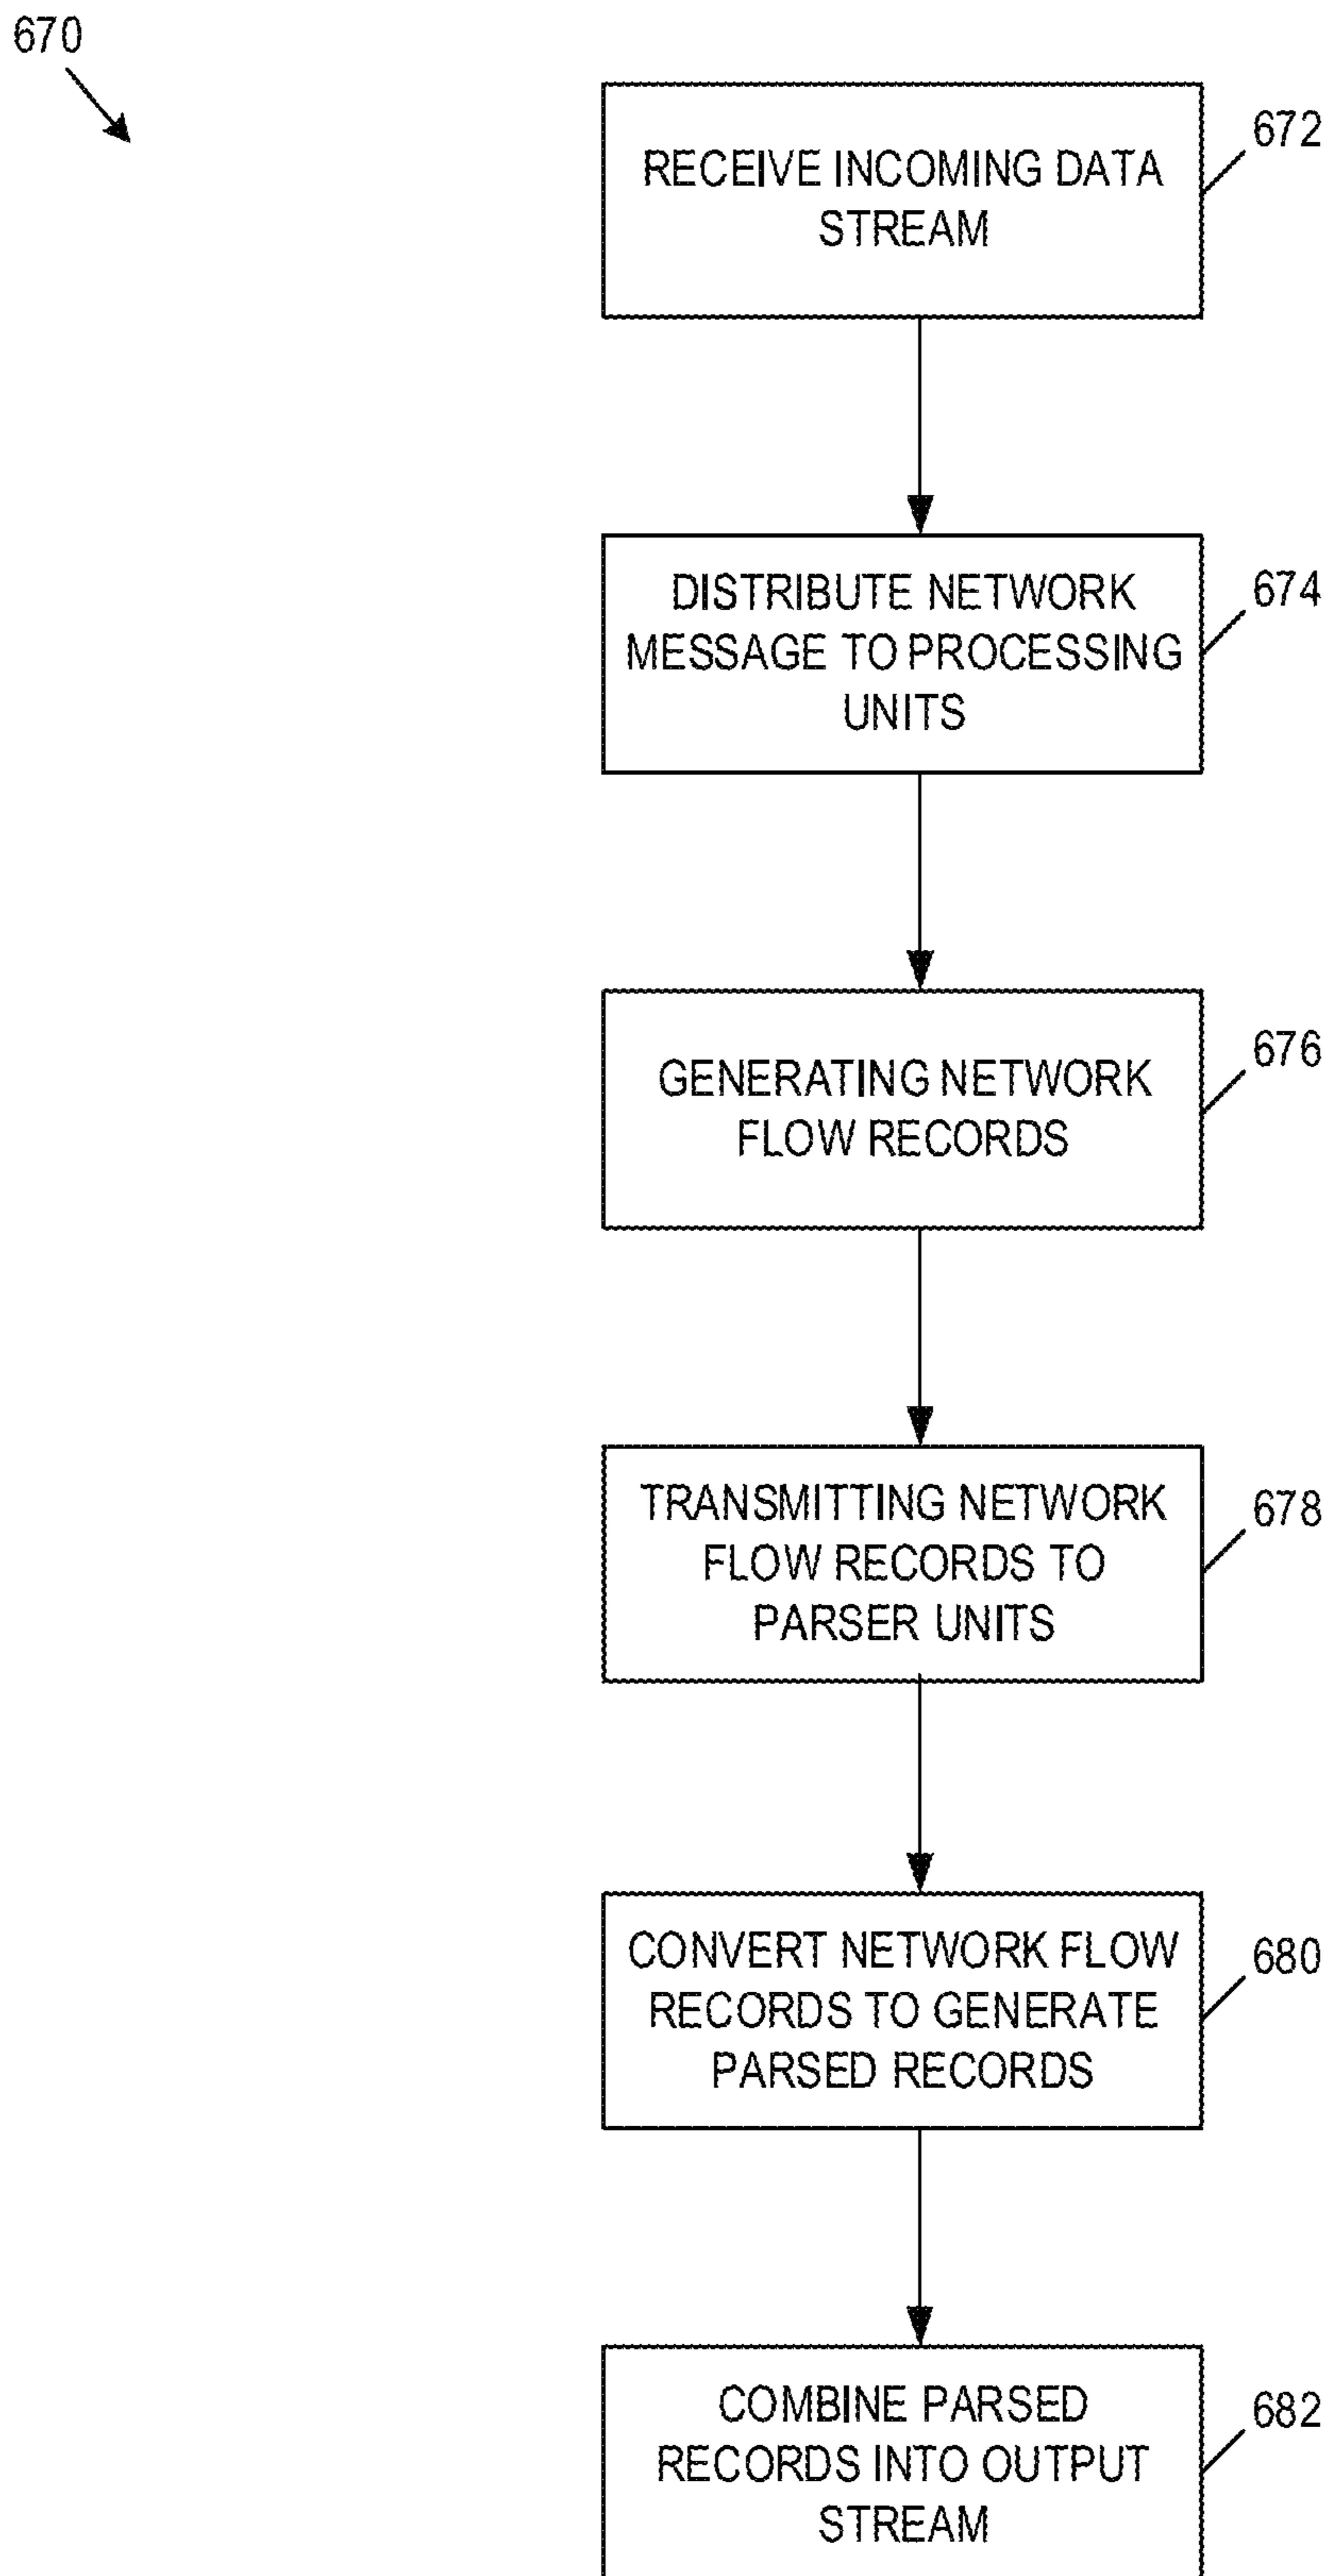 670
RECEIVE INCOMING DATA
STREAM
672
DISTRIBUTE NETWORK
MESSAGE TO PROCESSING
UNITS
674
GENERATING NETWORK
FLOW RECORDS
676
TRANSMITTING NETWORK
FLOW RECORDS TO
PARSER UNITS
678
CONVERT NETWORK FLOW
RECORDS TO GENERATE
PARSED RECORDS
680
COMBINE PARSED
RECORDS INTO OUTPUT
STREAM
682